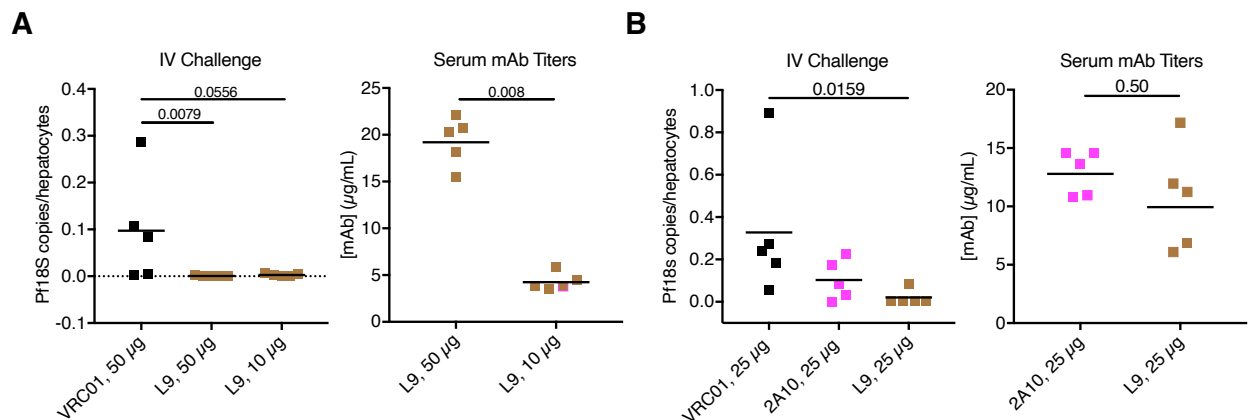 A
IV Challenge
Pf18S copies/hepatocytes
0.4
0.3
0.2
0.1
0.0
-0.1
0.0556
0.0079
VRC01, 50 µg
L9, 50 µg
L9, 10 µg
Serum mAb Titers
[mAb] (µg/mL)
25
20
15
10
5
0
0.008
L9, 50 µg
L9, 10 µg
B
IV Challenge
Pf18s copies/hepatocytes
1.0
0.8
0.6
0.4
0.2
0.0
0.0159
VRC01, 25 µg
2A10, 25 µg
L9, 25 µg
Serum mAb Titers
[mAb] (µg/mL)
20
15
10
5
0
0.50
2A10, 25 µg
L9, 25 µg